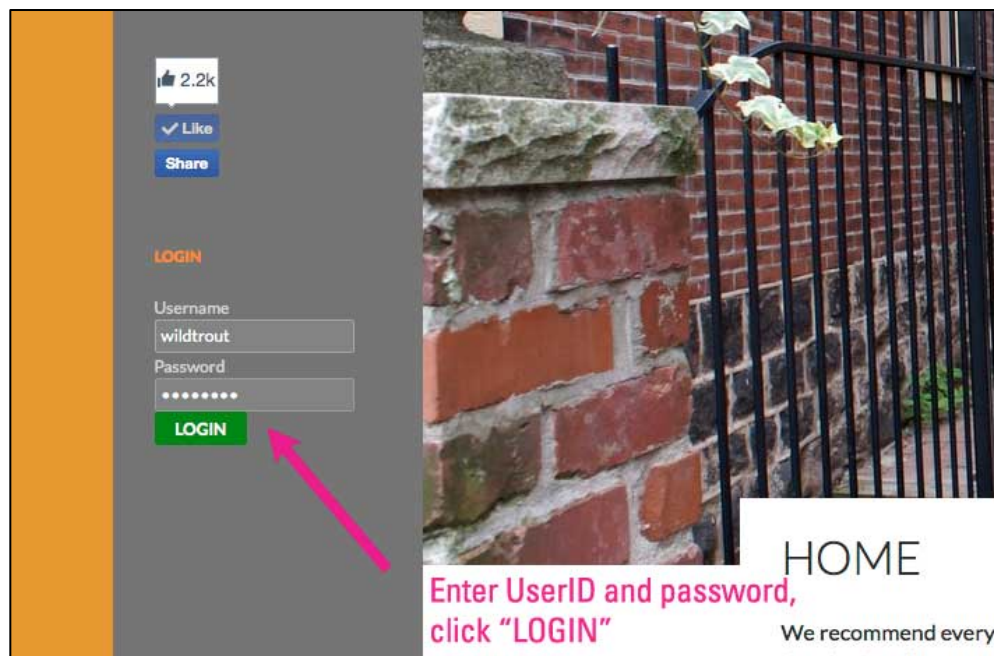 2.2k
Like
Share
LOGIN
Username
wildtrout
Password
••••••••
LOGIN
Enter UserID and password,
click “LOGIN”
HOME
We recommend every